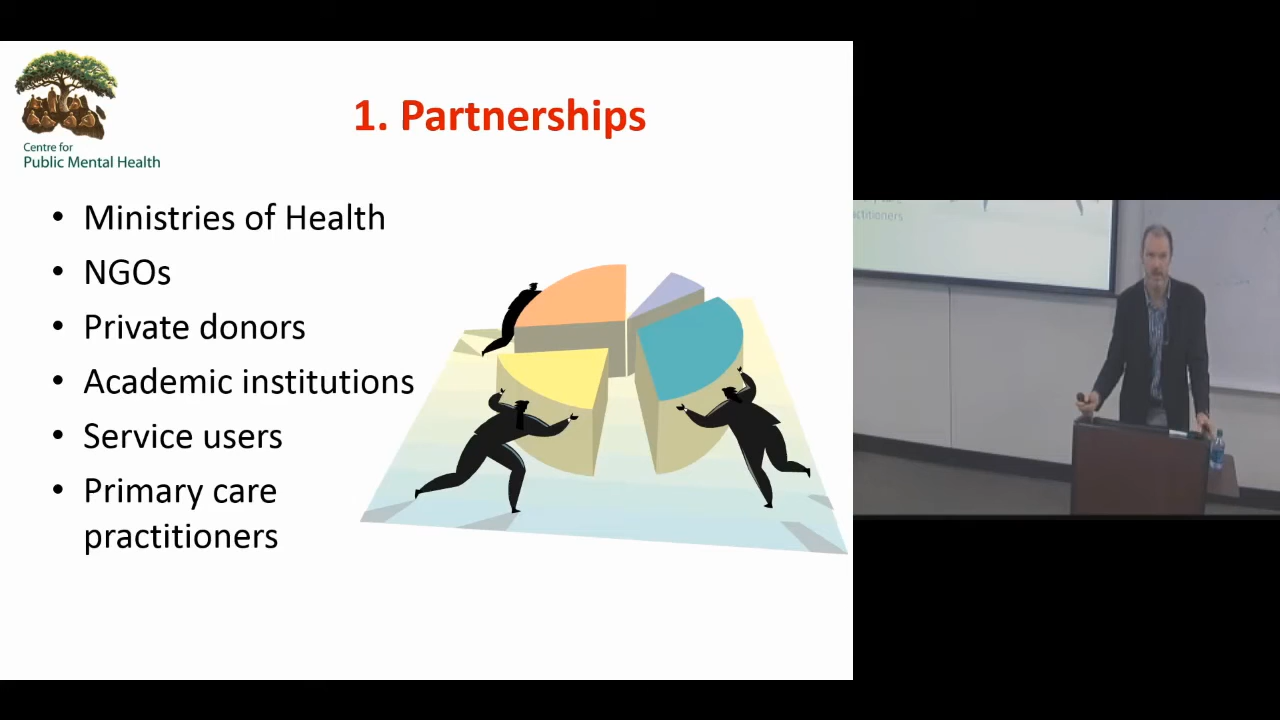 Centre for
Public Mental Health
1. Partnerships
• Ministries of Health
• NGOs
• Private donors
• Academic institutions
• Service users
• Primary care
practitioners